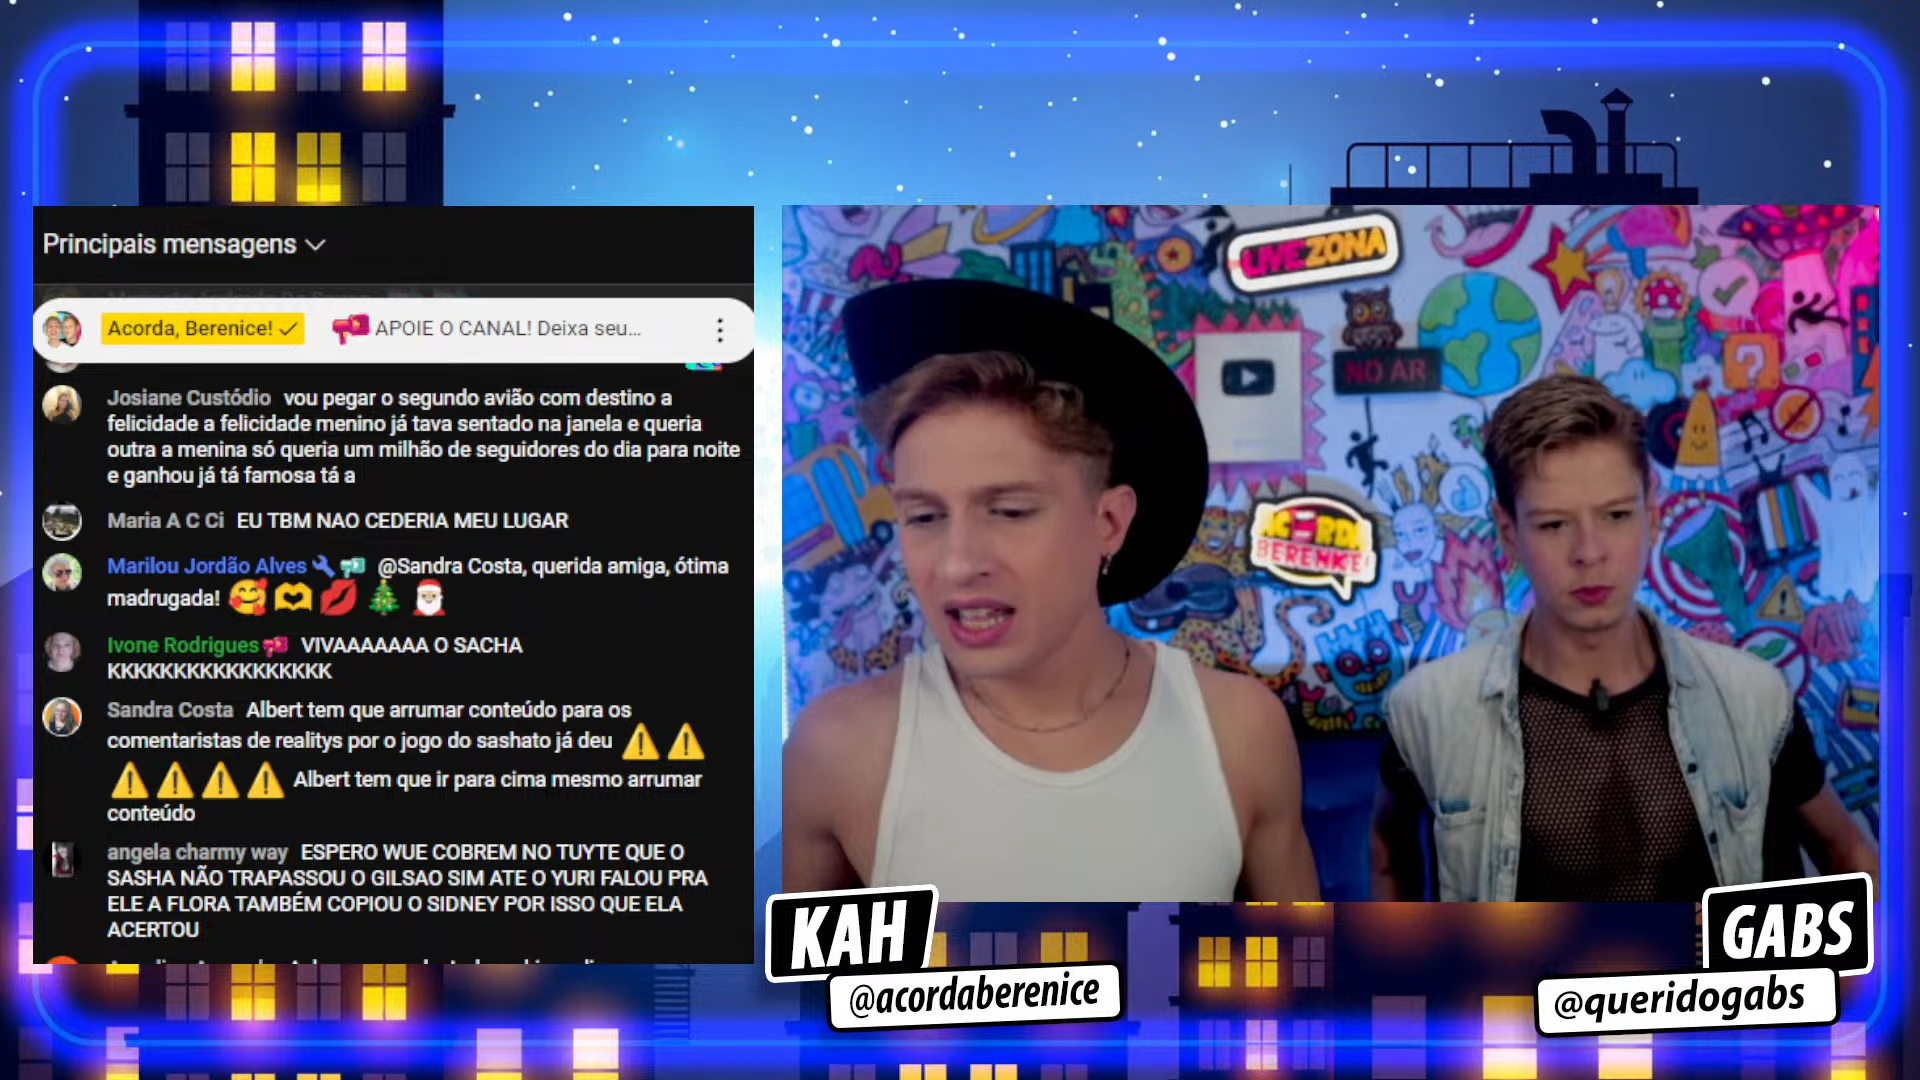 Principais mensagens
Acorda, Berenice! APOIE O CANAL! Deixa seu...
Josiane Custódio vou pegar o segundo avião com destino a
felicidade a felicidade menino já tava sentado na janela e queria
outra a menina só queria um milhão de seguidores do dia para noite
e ganhou já tá famosa tá a
Maria A C Ci EU TBM NAO CEDERIA MEU LUGAR
Marilou Jordão Alves @Sandra Costa, querida amiga, ótima
madrugada!
Ivone Rodrigues VIVAAAAAAA O SACHA
KKKKKKKKKKKKKKKKK
Sandra Costa Albert tem que arrumar conteúdo para os
comentaristas de realitys por o jogo do sashato já deu
Albert tem que ir para cima mesmo arrumar
conteúdo
angela charmy way ESPERO WUE COBREM NO TUYTE QUE O
SASHA NÃO TRAPASSOU O GILSAO SIM ATE O YURI FALOU PRA
ELE A FLORA TAMBÉM COPIOU O SIDNEY POR ISSO QUE ELA
ACERTOU
LIVEZONA
NO AR
ACORDA
BERENICE!
KAH
@acordaberenice
GABS
@queridogabs